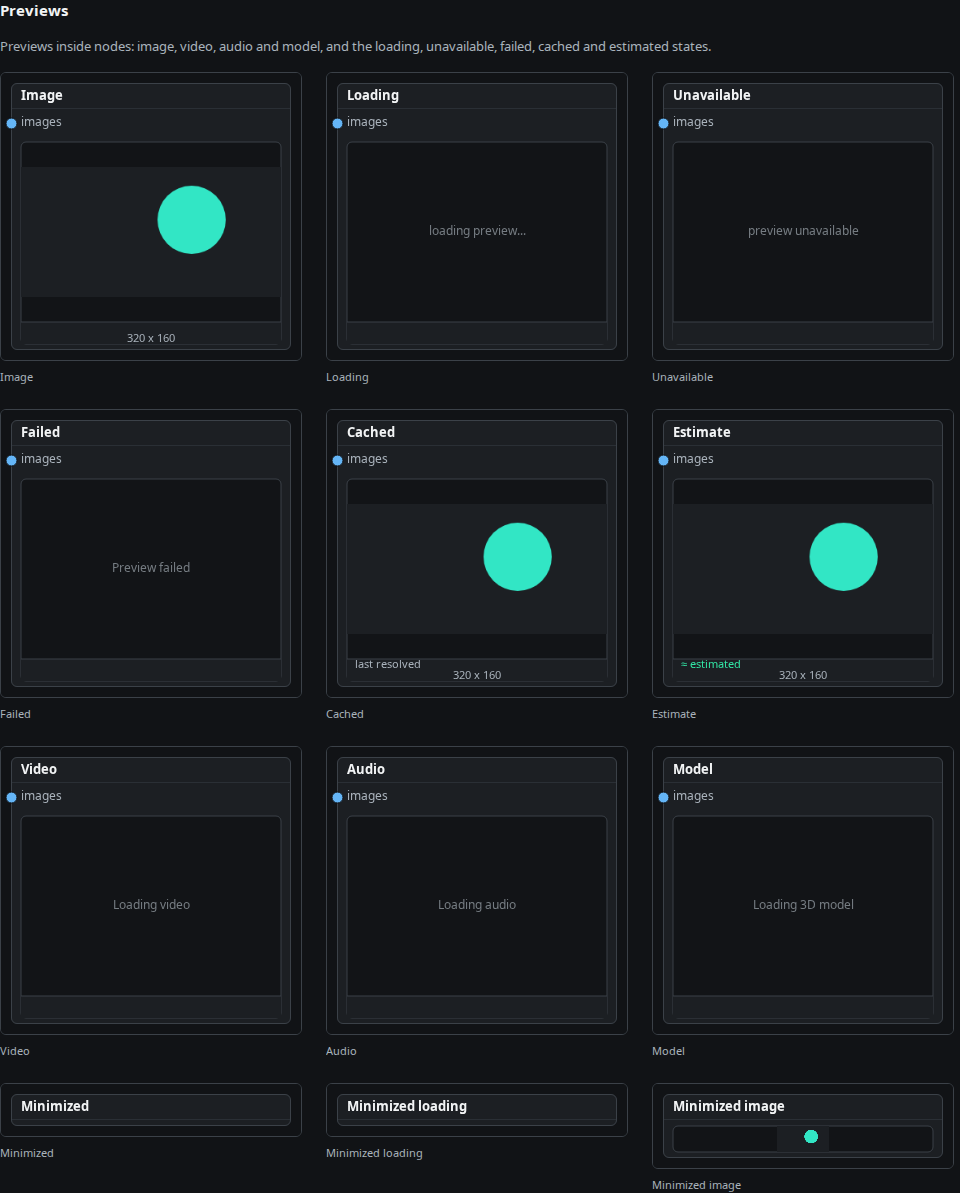 Previews
Previews inside nodes: image, video, audio and model, and the loading, unavailable, failed, cached and estimated states.
Image
images
320 x 160
Image
Loading
images
loading preview...
Loading
Unavailable
images
preview unavailable
Unavailable
Failed
images
Preview failed
Failed
Cached
images
last resolved
320 x 160
Cached
Estimate
images
≈ estimated
320 x 160
Estimate
Video
images
Loading video
Video
Audio
images
Loading audio
Audio
Model
images
Loading 3D model
Model
Minimized
Minimized
Minimized loading
Minimized loading
Minimized image
Minimized image